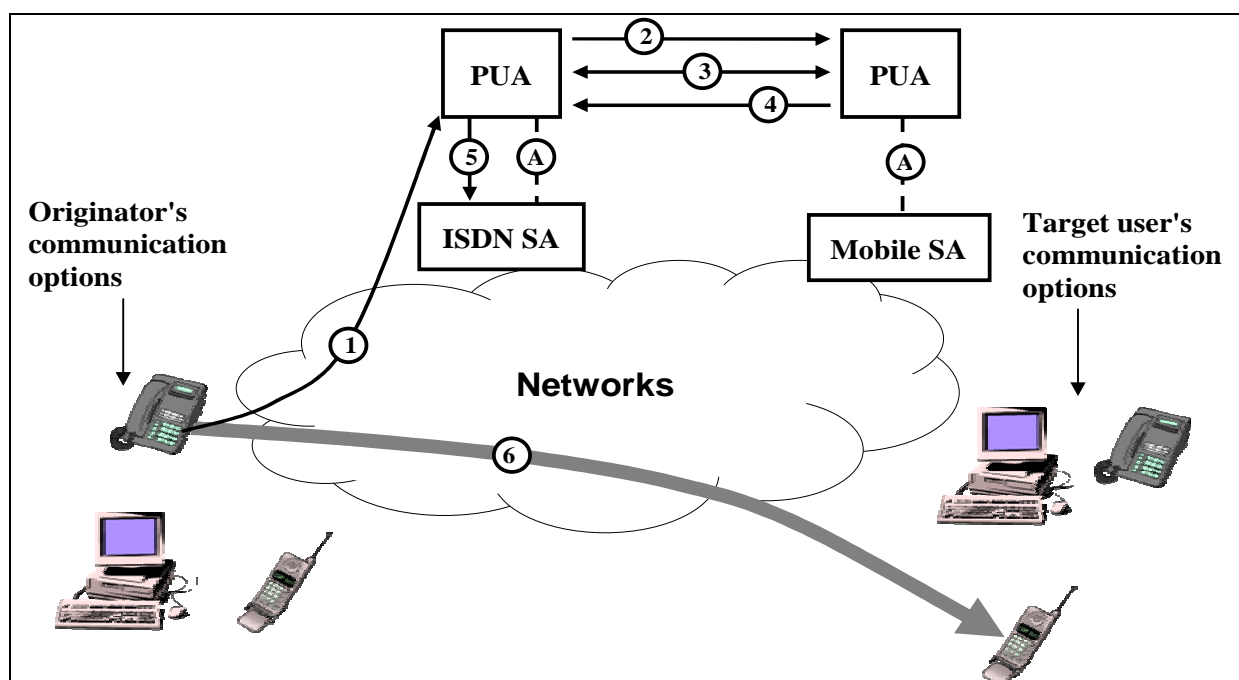 2
PUA
3
PUA
4
5
A
A
Originator's
communication
options
ISDN SA
Mobile SA
Target user's
communication
options
1
Networks
6